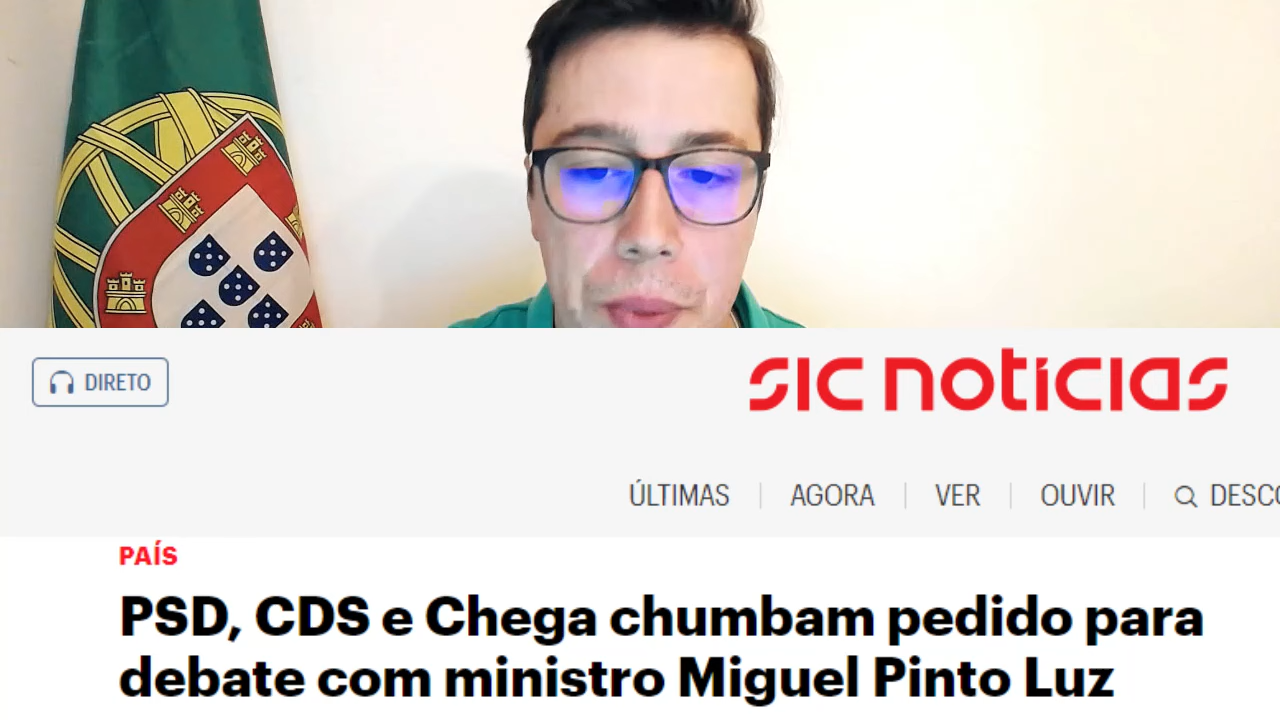 DIRETO
sic notícias
ÚLTIMAS
AGORA
VER
OUVIR
DESCO
PAÍS
PSD, CDS e Chega chumbam pedido para
debate com ministro Miguel Pinto Luz